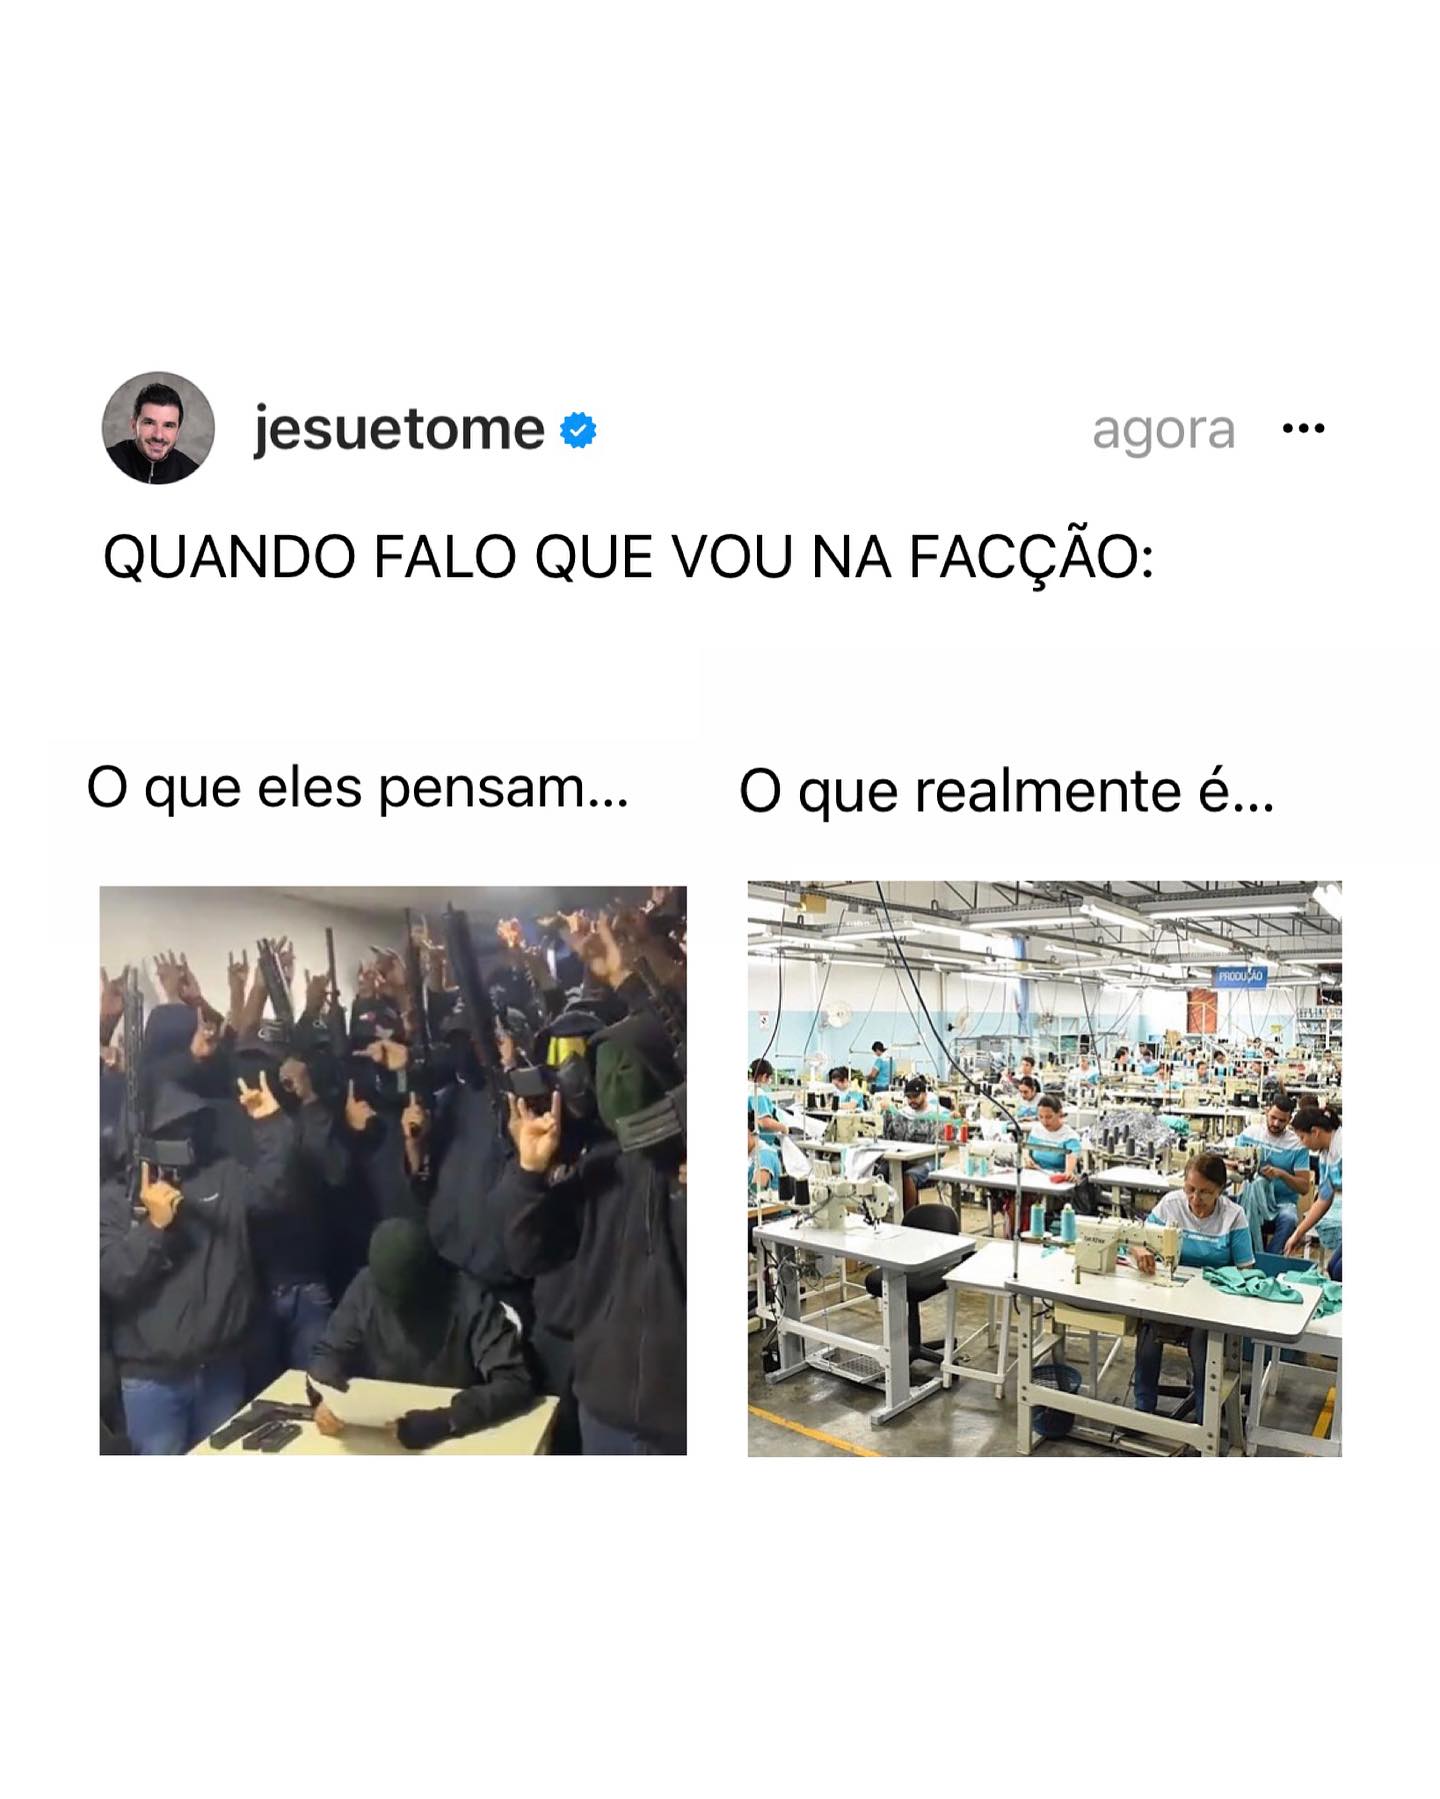 jesuetome
agora
QUANDO FALO QUE VOU NA FACÇÃO:
O que eles pensam...
O que realmente é...
PRODUÇÃO